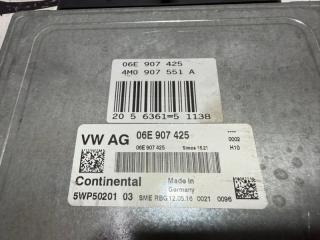 06E 907 425
4M0 907 551 A
20 5 6361=5 1138
VW AG 06E 907 425
---- 
0002
06E 907 425 Simos 18.21 H10
Continental Made in
Germany
5WP50201 03 SME RBG 12.05.16 0021 0096